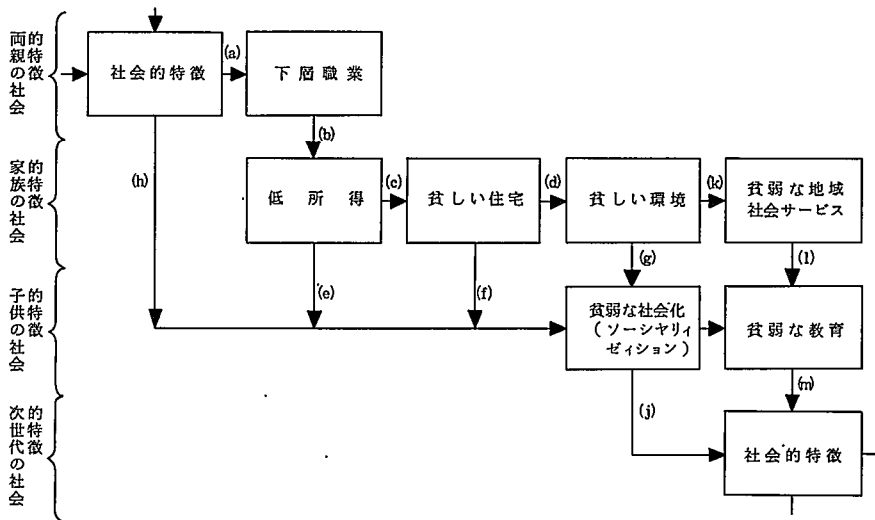 両親の社会
的特徴
社会的特徴
(a)
下層職業
(b)
(h)
家族の社会
的特徴
低所得
(c)
貧しい住宅
(d)
貧しい環境
(k)
貧弱な地域
社会サービス
(e)
(f)
(g)
(l)
子供の社会
的特徴
貧弱な社会化
(ソーシヤリィ
ゼィション)
貧弱な教育
(j)
(n)
次世代の社会
的特徴
社会的特徴